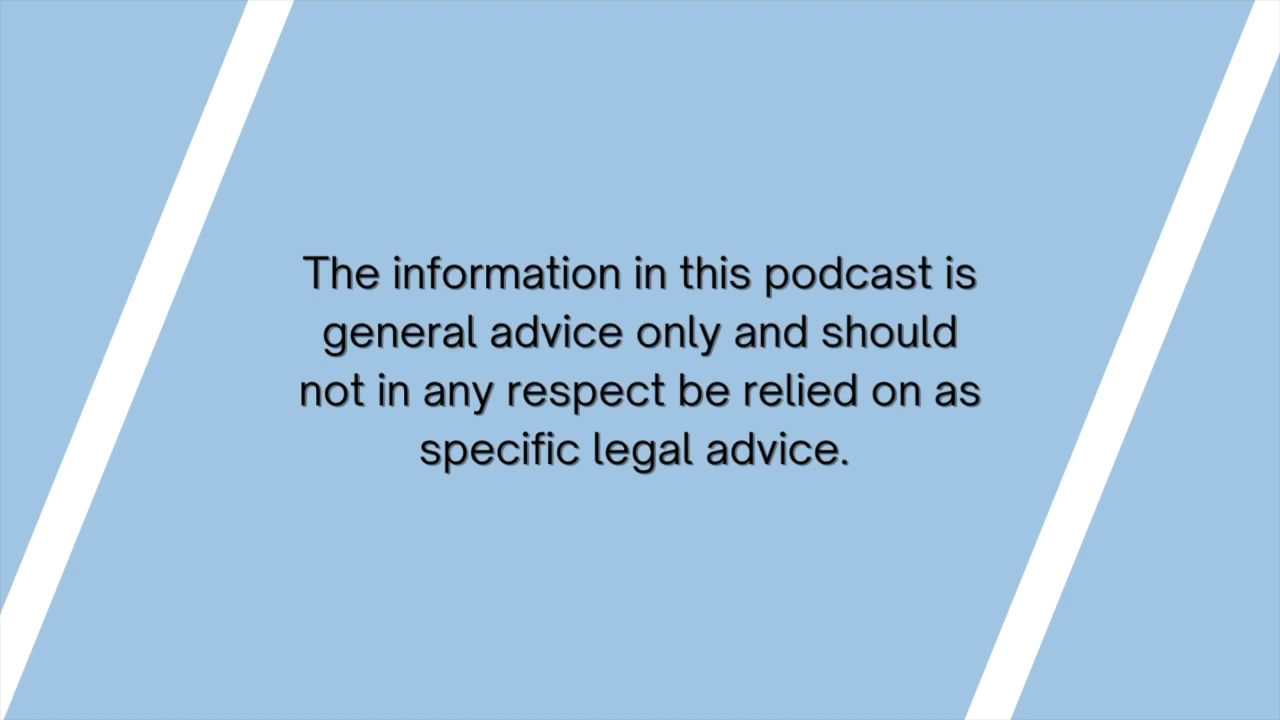 The information in this podcast is
general advice only and should
not in any respect be relied on as
specific legal advice.